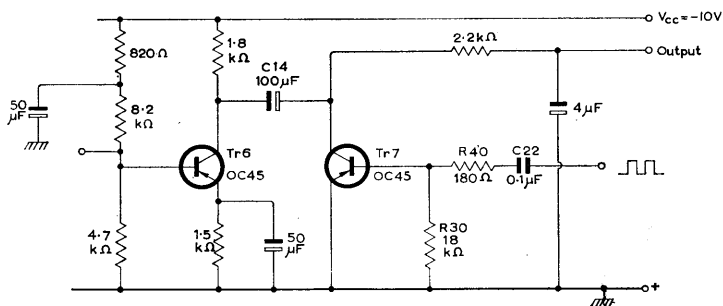 Vcc=-10V
820Ω
1·8
kΩ
2·2kΩ
Output
C14
100µF
50
µF
8·2
kΩ
4µF
Tr6
OC45
Tr7
OC45
R40
180Ω
C22
0·1µF
4·7
kΩ
1·5
kΩ
50
µF
R30
18
kΩ
+